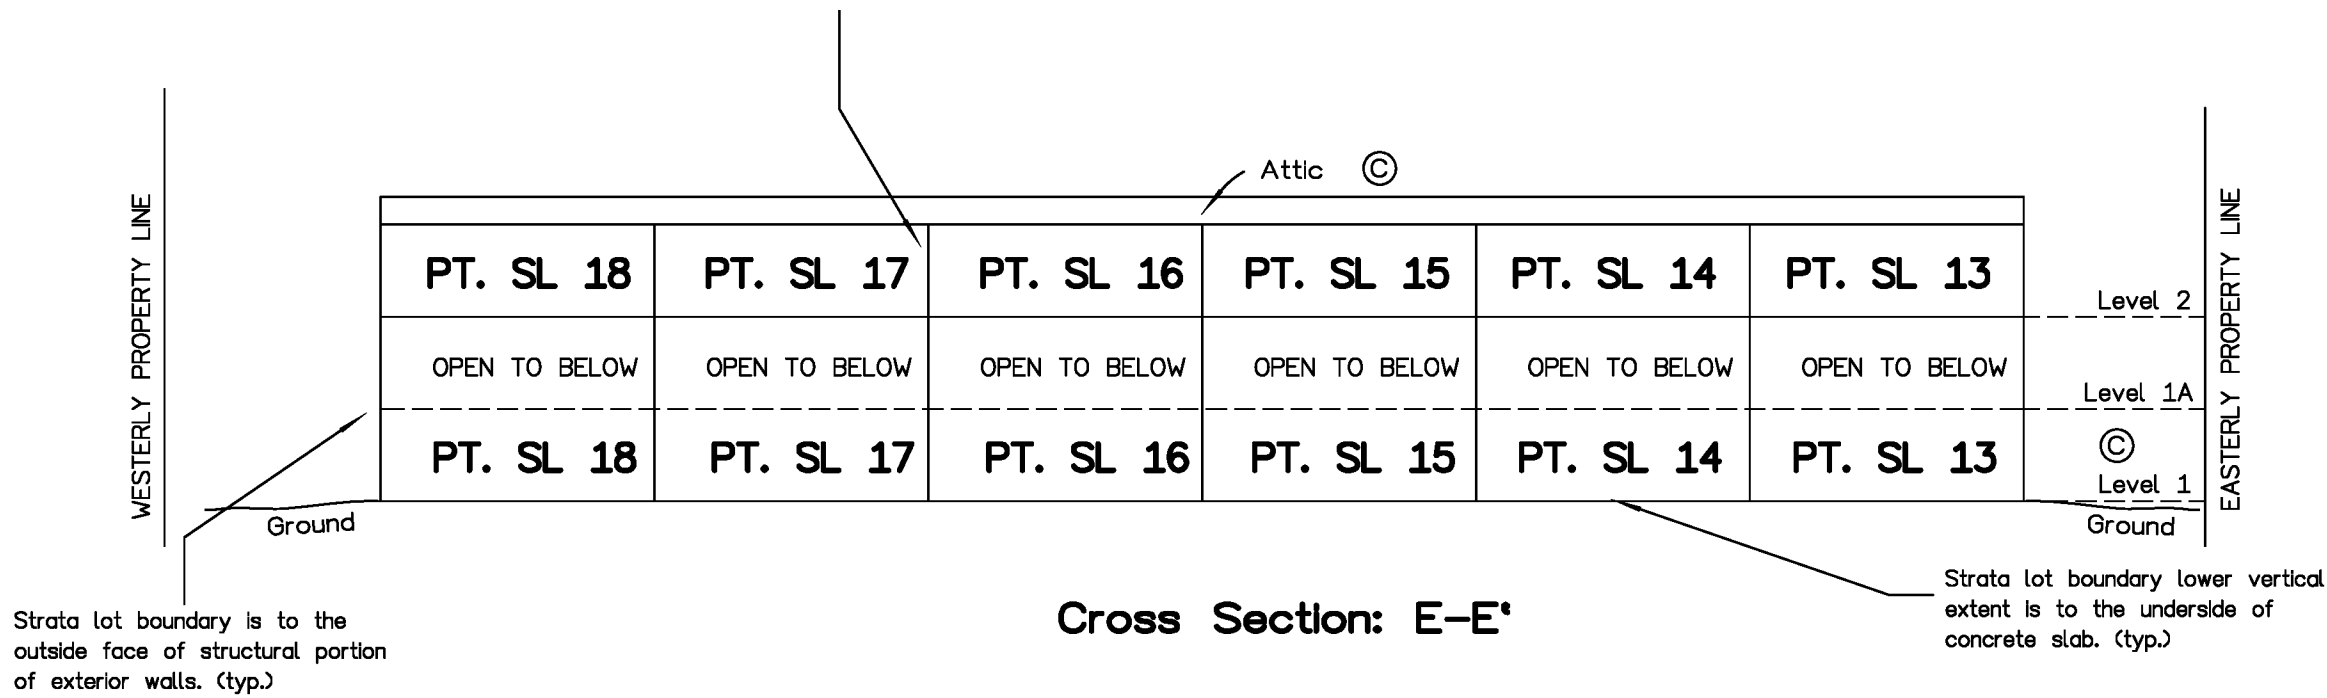 Attic Ⓒ
WESTERLY PROPERTY LINE
EASTERLY PROPERTY LINE
PT. SL 18 PT. SL 17 PT. SL 16 PT. SL 15 PT. SL 14 PT. SL 13
Level 2
OPEN TO BELOW OPEN TO BELOW OPEN TO BELOW OPEN TO BELOW OPEN TO BELOW OPEN TO BELOW
Level 1A
Ⓒ
PT. SL 18 PT. SL 17 PT. SL 16 PT. SL 15 PT. SL 14 PT. SL 13
Level 1
Ground
Ground
Strata lot boundary is to the
outside face of structural portion
of exterior walls. (typ.)
Cross Section: E-E'
Strata lot boundary lower vertical
extent is to the underside of
concrete slab. (typ.)